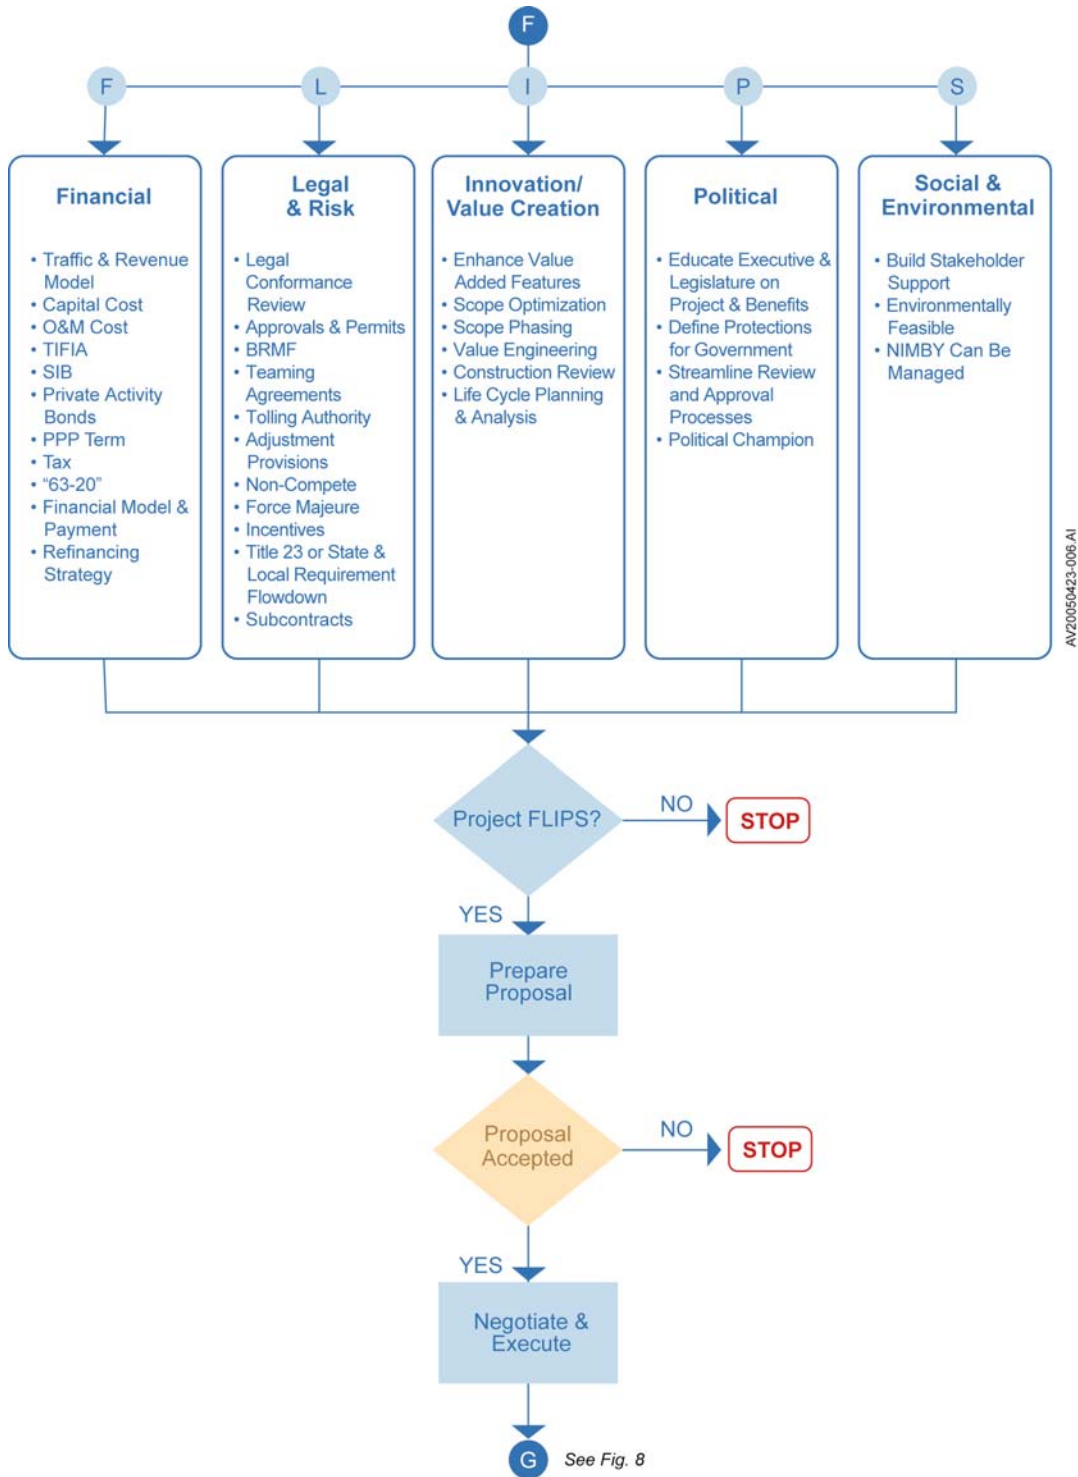 F
F
L
I
P
S
Financial
• Traffic & Revenue
Model
• Capital Cost
• O&M Cost
• TIFIA
• SIB
• Private Activity
Bonds
• PPP Term
• Tax
• “63-20”
• Financial Model &
Payment
• Refinancing
Strategy
Legal
& Risk
• Legal
Conformance
Review
• Approvals & Permits
• BRMF
• Teaming
Agreements
• Tolling Authority
• Adjustment
Provisions
• Non-Compete
• Force Majeure
• Incentives
• Title 23 or State &
Local Requirement
Flowdown
• Subcontracts
Innovation/
Value Creation
• Enhance Value
Added Features
• Scope Optimization
• Scope Phasing
• Value Engineering
• Construction Review
• Life Cycle Planning
& Analysis
Political
• Educate Executive &
Legislature on
Project & Benefits
• Define Protections
for Government
• Streamline Review
and Approval
Processes
• Political Champion
Social &
Environmental
• Build Stakeholder
Support
• Environmentally
Feasible
• NIMBY Can Be
Managed
AV20050423-006.AI
Project FLIPS?
NO
STOP
YES
Prepare
Proposal
Proposal
Accepted
NO
STOP
YES
Negotiate &
Execute
G
See Fig. 8